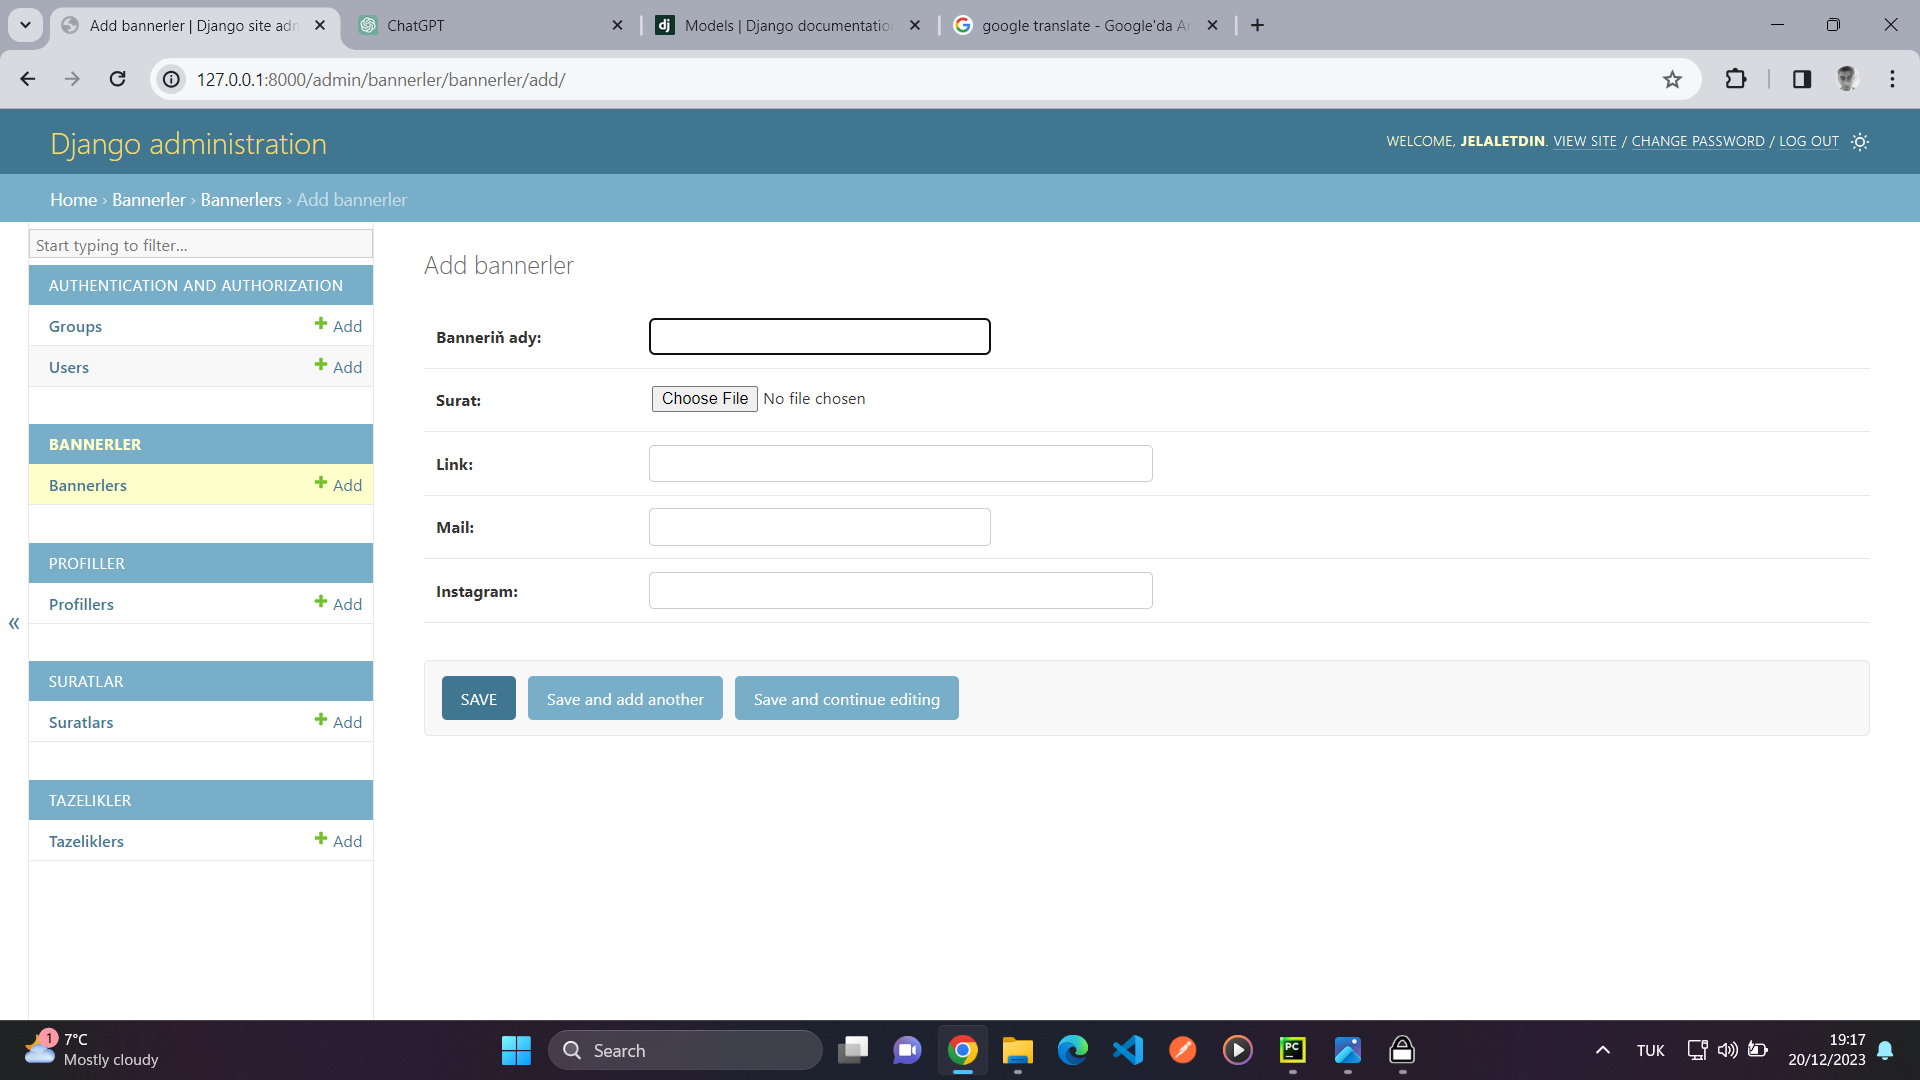 Add bannerler | Django site adn
ChatGPT
Models | Django documentatio
google translate - Google'da Ar
127.0.0.1:8000/admin/bannerler/bannerler/add/
Django administration
WELCOME, JELALETDIN. VIEW SITE / CHANGE PASSWORD / LOG OUT
Home › Bannerler › Bannerlers › Add bannerler
Start typing to filter...
AUTHENTICATION AND AUTHORIZATION
Groups
Add
Users
Add
BANNERLER
Bannerlers
Add
PROFILLER
Profillers
Add
SURATLAR
Suratlars
Add
TAZELIKLER
Tazeliklers
Add
«
Add bannerler
Banneriň ady:
Surat:
Choose File No file chosen
Link:
Mail:
Instagram:
SAVE
Save and add another
Save and continue editing
1
7°C
Mostly cloudy
Search
PC
TUK
19:17
20/12/2023